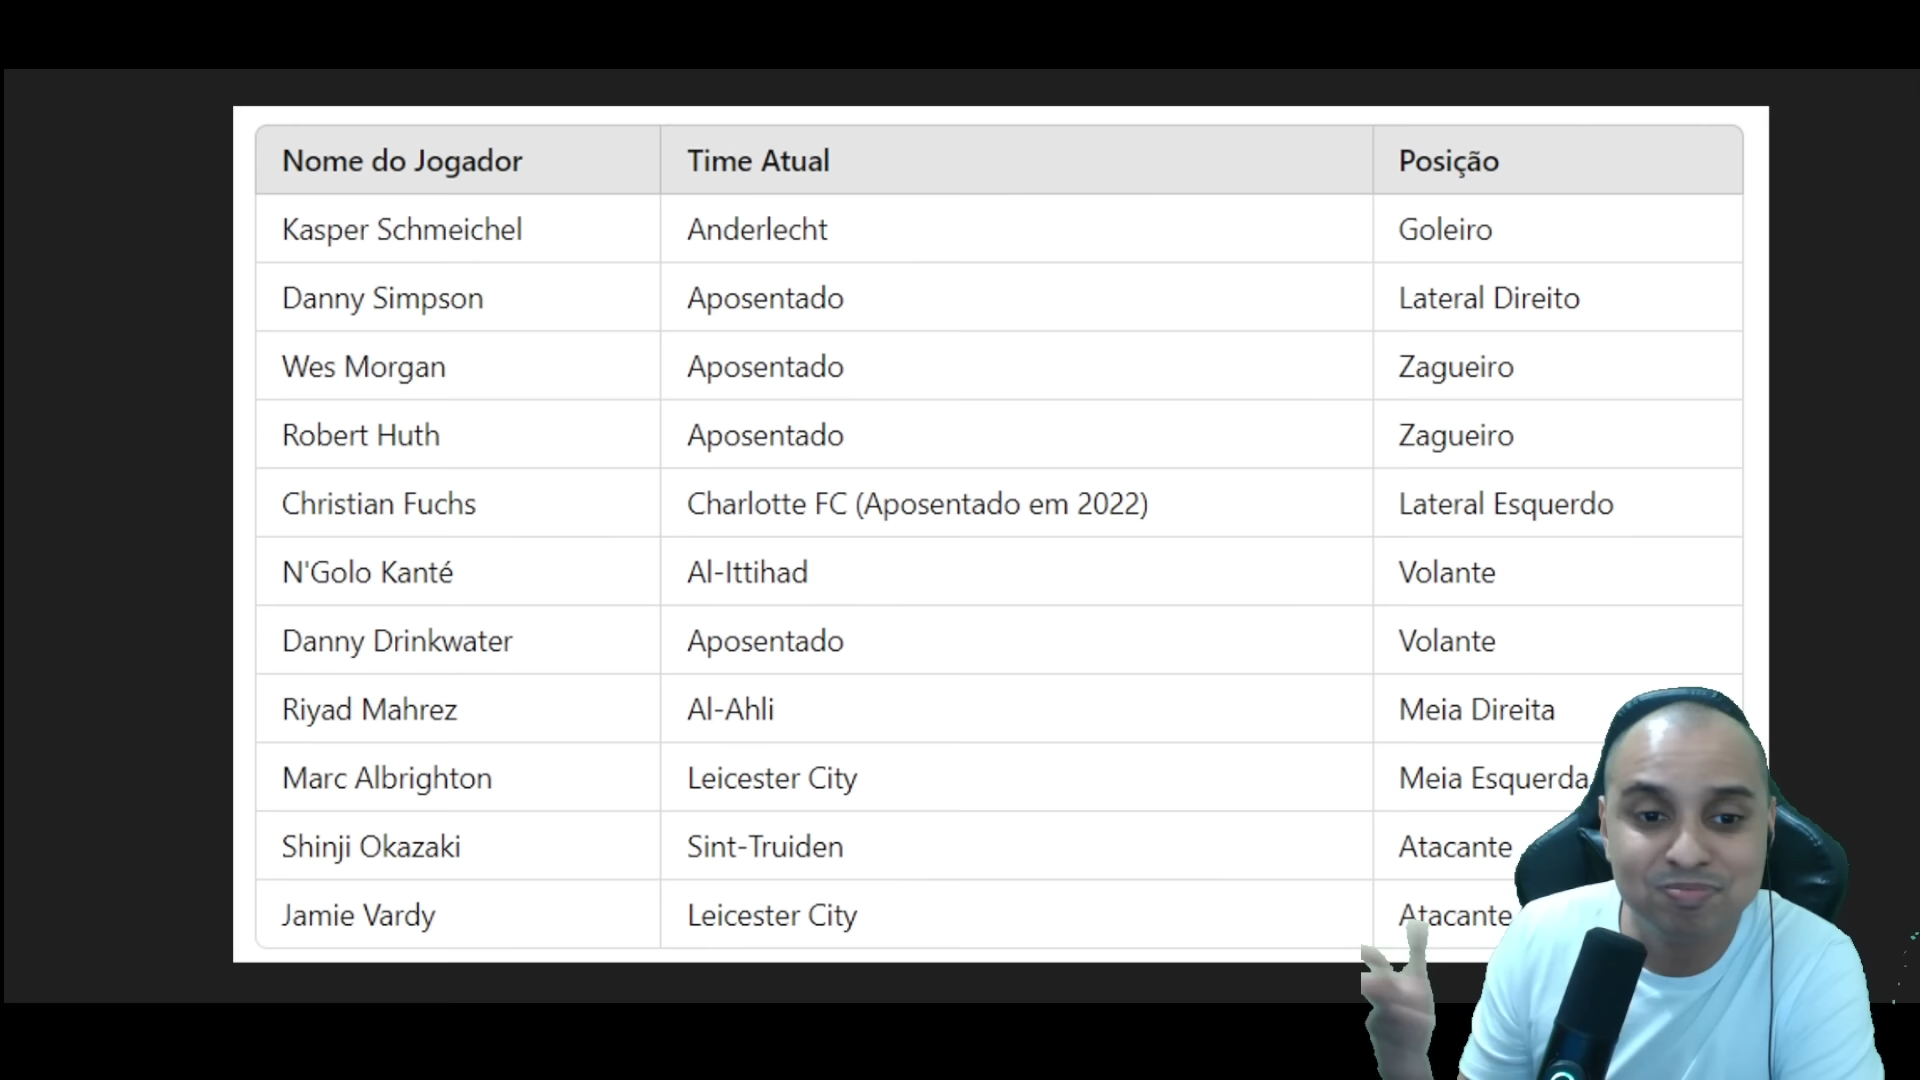 Nome do Jogador Time Atual Posição
Kasper Schmeichel Anderlecht Goleiro
Danny Simpson Aposentado Lateral Direito
Wes Morgan Aposentado Zagueiro
Robert Huth Aposentado Zagueiro
Christian Fuchs Charlotte FC (Aposentado em 2022) Lateral Esquerdo
N'Golo Kanté Al-Ittihad Volante
Danny Drinkwater Aposentado Volante
Riyad Mahrez Al-Ahli Meia Direita
Marc Albrighton Leicester City Meia Esquerda
Shinji Okazaki Sint-Truiden Atacante
Jamie Vardy Leicester City Atacante